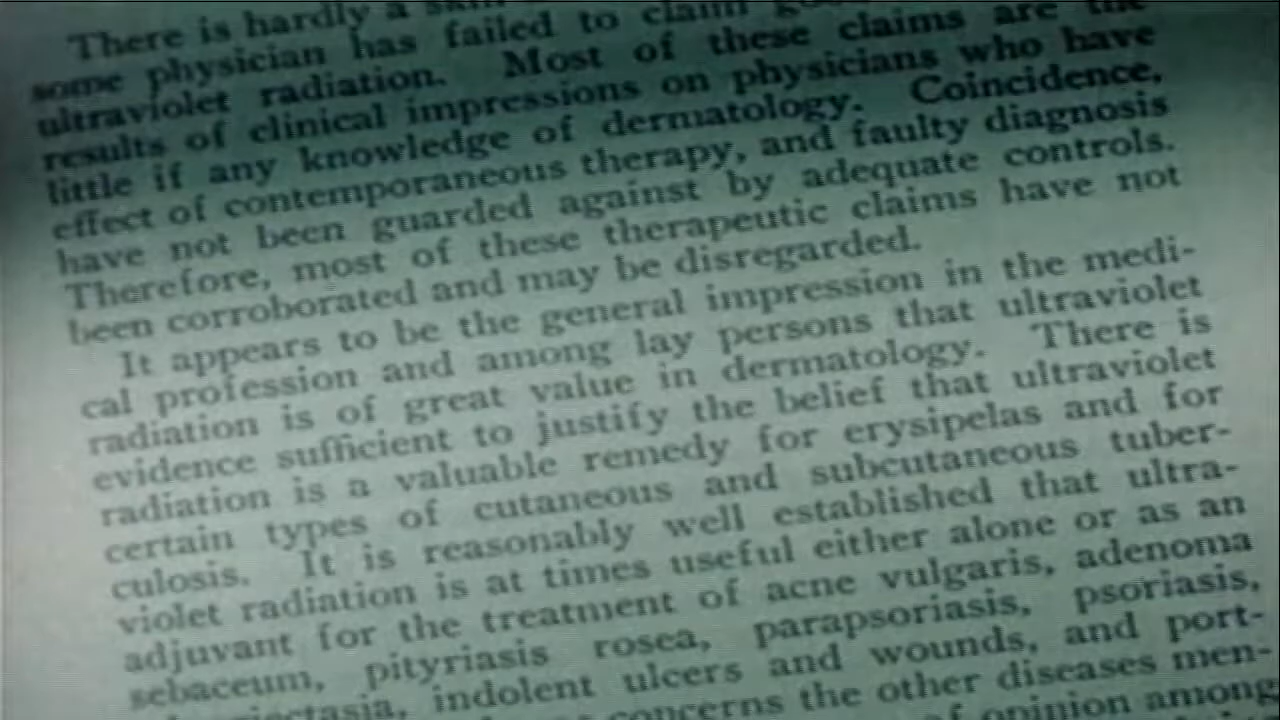 There is hardly a
some physician has failed to claim
ultraviolet radiation. Most of these claims are the
results of clinical impressions on physicians who have
little if any knowledge of dermatology. Coincidence,
effect of contemporaneous therapy, and faulty diagnosis
have not been guarded against by adequate controls.
Therefore, most of these therapeutic claims have not
been corroborated and may be disregarded.
It appears to be the general impression in the medi-
cal profession and among lay persons that ultraviolet
radiation is of great value in dermatology. There is
evidence sufficient to justify the belief that ultraviolet
radiation is a valuable remedy for erysipelas and for
certain types of cutaneous and subcutaneous tuber-
culosis. It is reasonably well established that ultra-
violet radiation is at times useful either alone or as an
adjuvant for the treatment of acne vulgaris, adenoma
sebaceum, pityriasis rosea, parapsoriasis, psoriasis,
indolent ulcers and wounds, and port-
concerns the other diseases men-
of opinion among